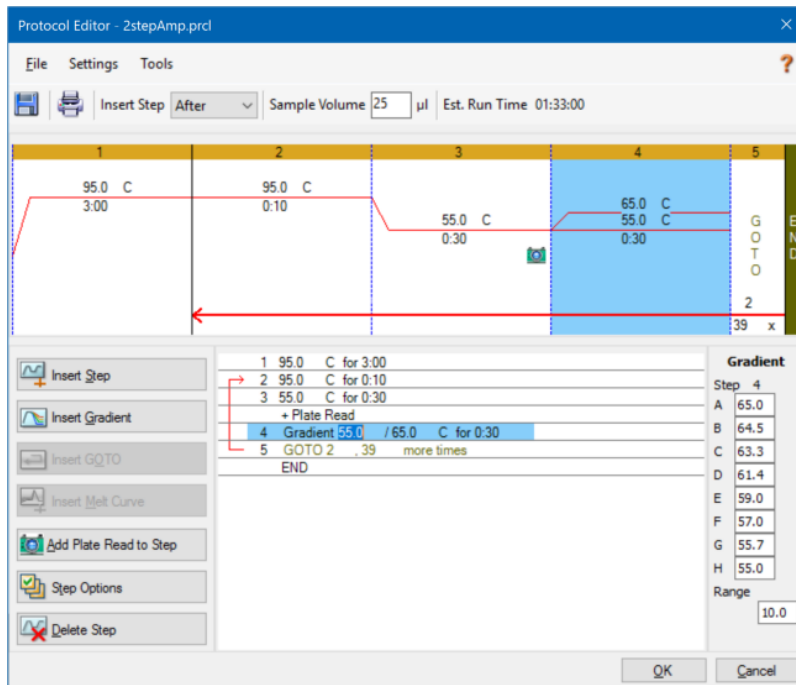 Protocol Editor - 2stepAmp.prcl
File Settings Tools ?
Insert Step After Sample Volume 25 µl Est. Run Time 01:33:00
1 2 3 4 5
95.0 C 95.0 C 65.0 C
3:00 0:10 55.0 C 55.0 C
0:30 0:30
G
O
T
O
2
39 x
E
N
D
Insert Step
Insert Gradient
Insert GOTO
Insert Melt Curve
Add Plate Read to Step
Step Options
Delete Step
1 95.0 C for 3:00
2 95.0 C for 0:10
3 55.0 C for 0:30
+ Plate Read
4 Gradient 55.0 / 65.0 C for 0:30
5 GOTO 2 , 39 more times
END
Gradient
Step 4
A 65.0
B 64.5
C 63.3
D 61.4
E 59.0
F 57.0
G 55.7
H 55.0
Range
10.0
OK Cancel